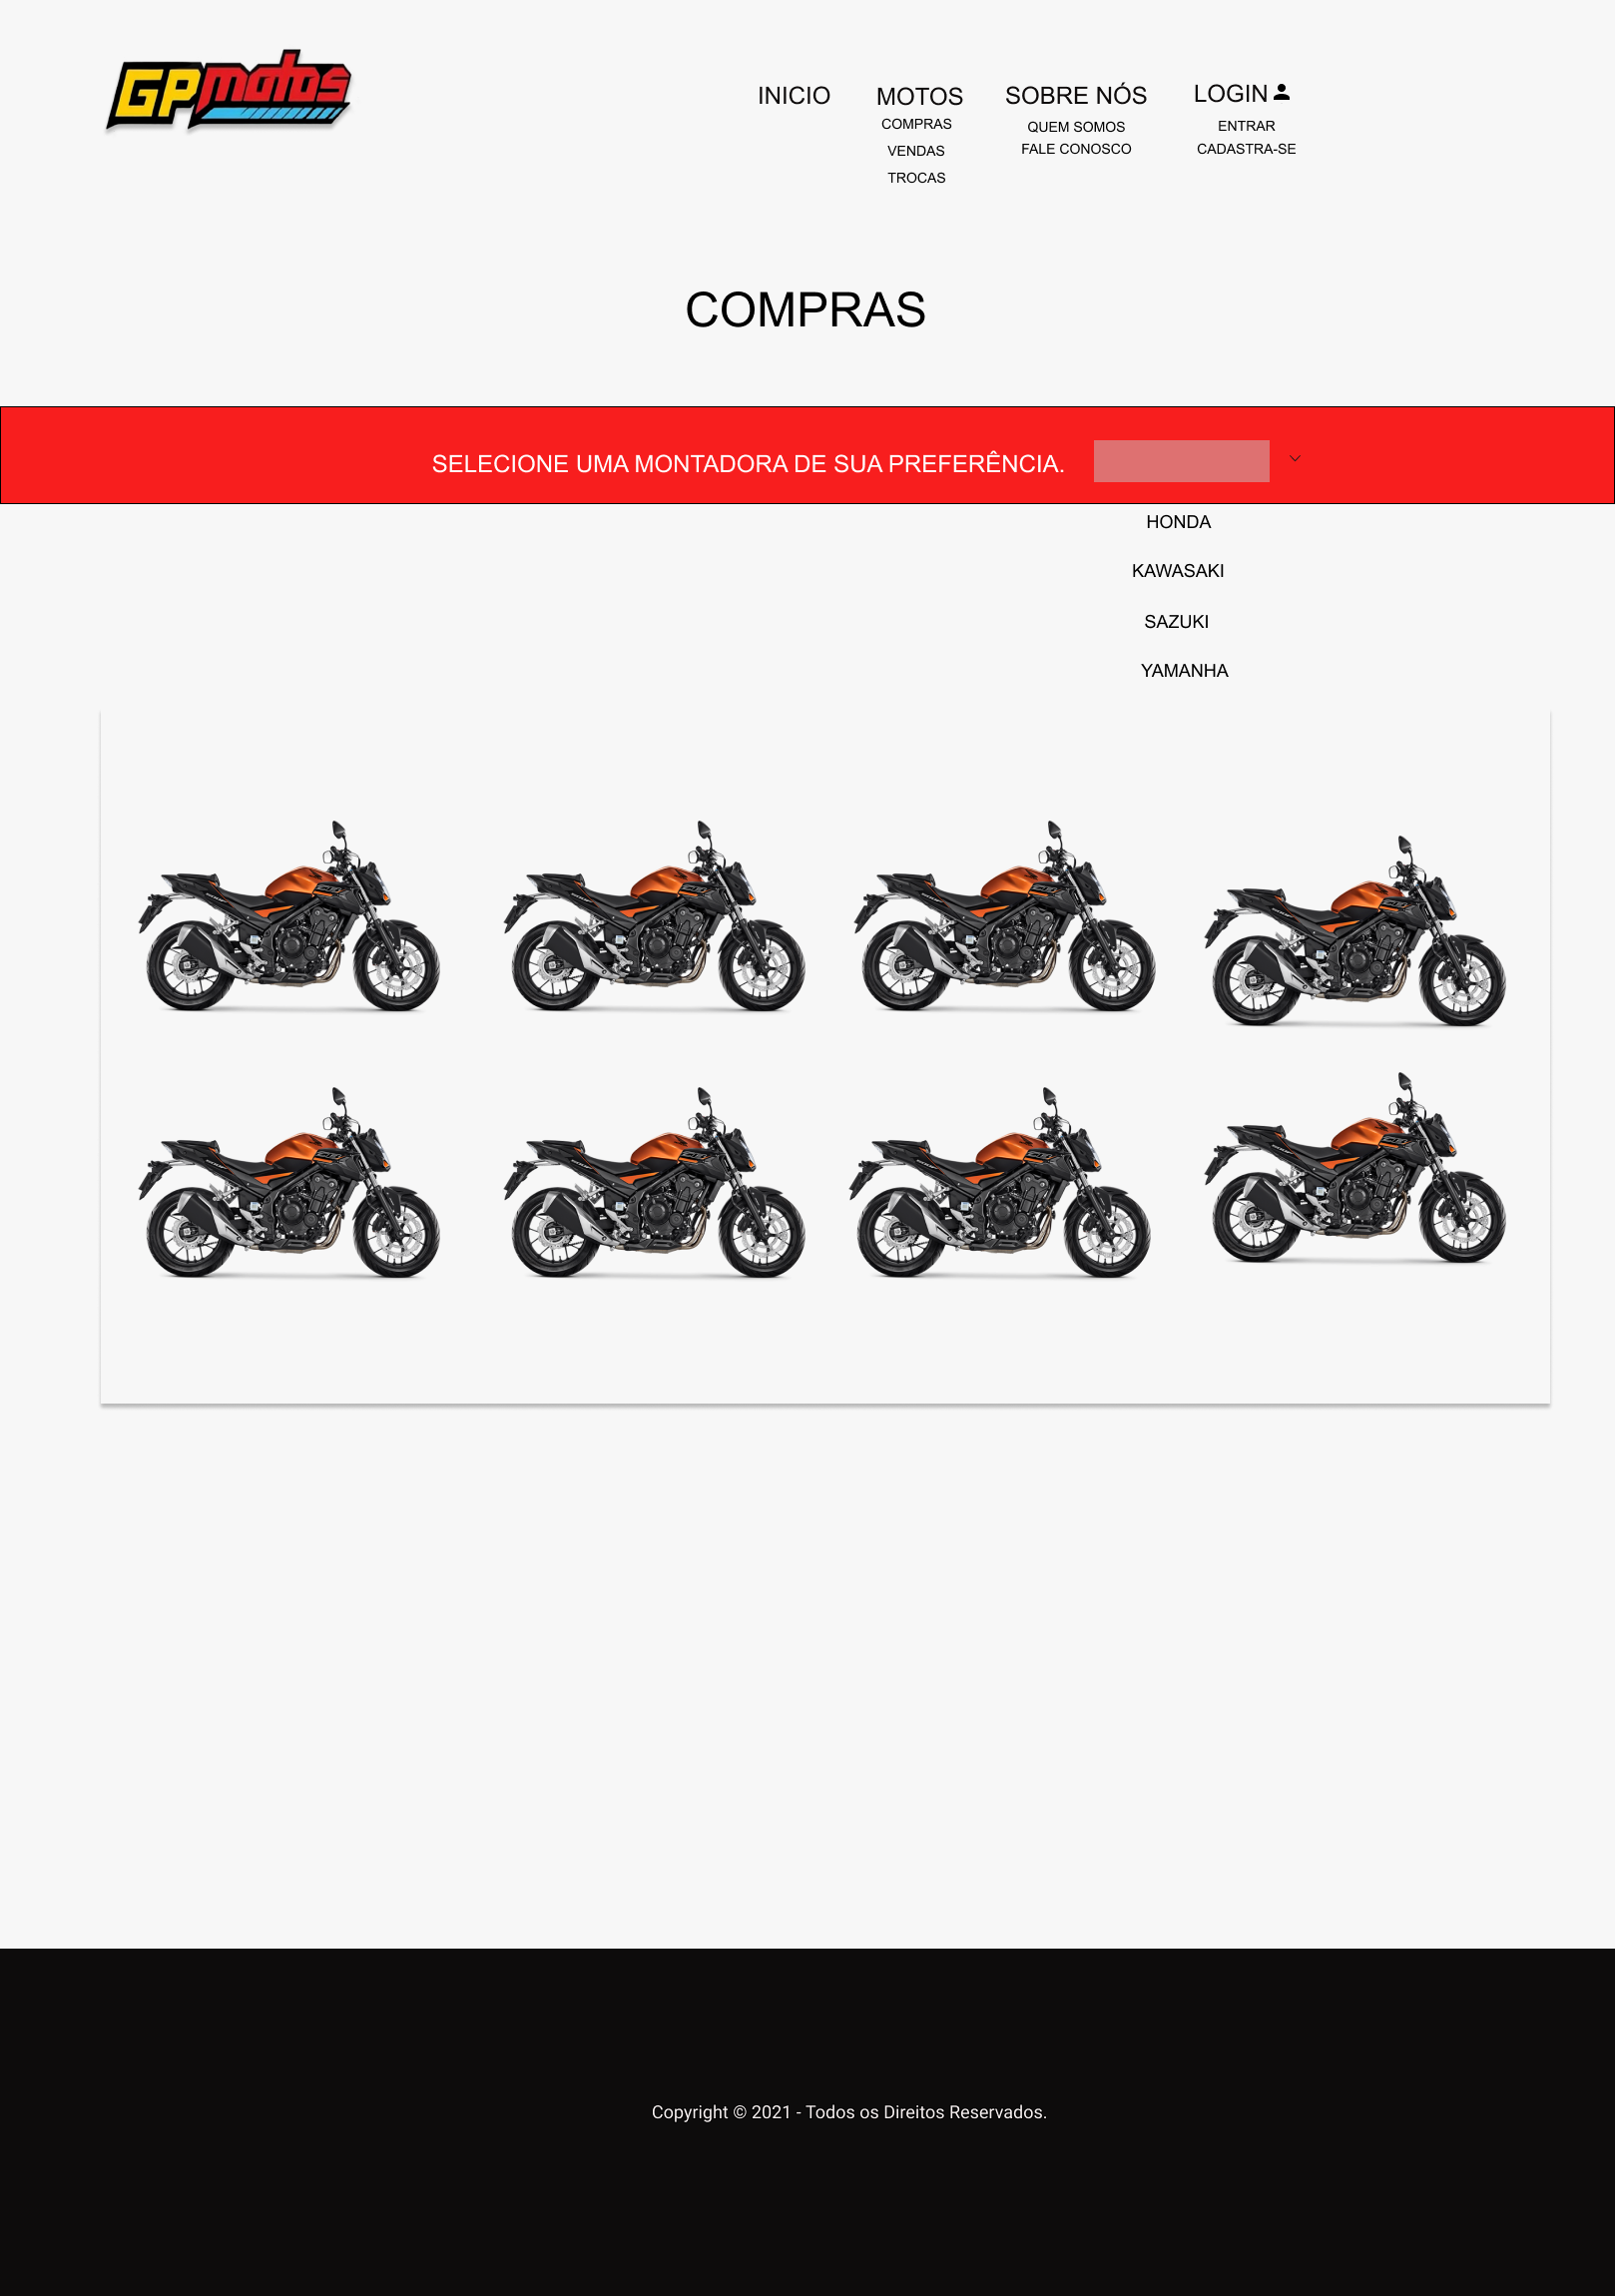 GPmotos
INICIO
MOTOS
COMPRAS
VENDAS
TROCAS
SOBRE NÓS
QUEM SOMOS
FALE CONOSCO
LOGIN
ENTRAR
CADASTRA-SE
COMPRAS
SELECIONE UMA MONTADORA DE SUA PREFERÊNCIA.
HONDA
KAWASAKI
SAZUKI
YAMANHA
Copyright © 2021 - Todos os Direitos Reservados.